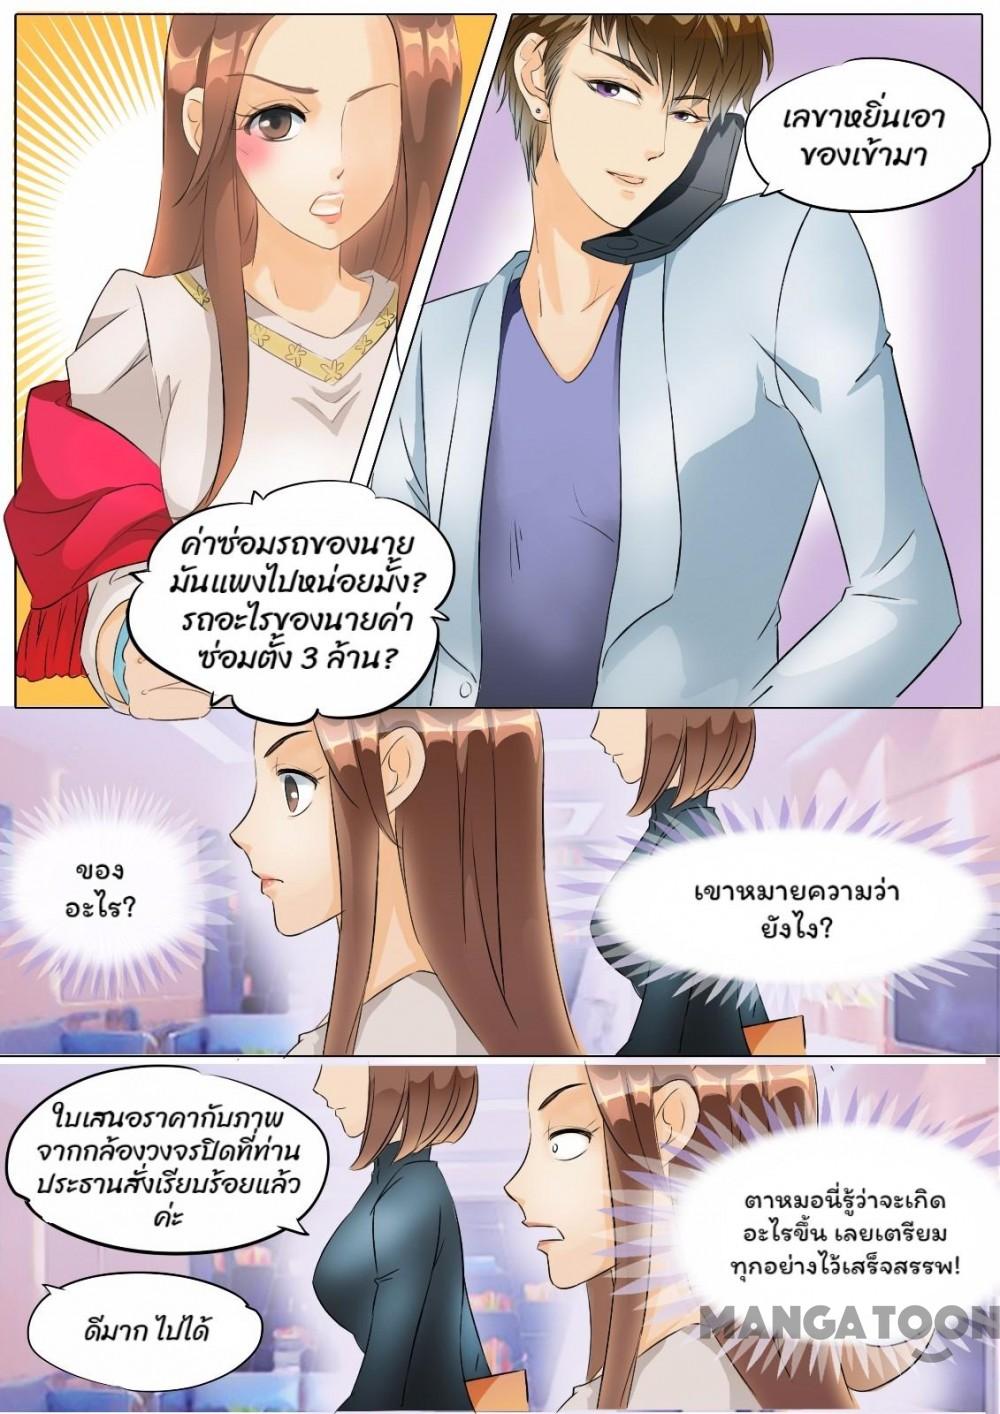 เลขาหยิ่นเอา
ของเข้ามา
ค่าซ่อมรถของนาย
มันแพงไปหน่อยมั้ง?
รถอะไรของนายค่า
ซ่อมตั้ง 3 ล้าน?
ของ
อะไร?
เขาหมายความว่า
ยังไง?
ใบเสนอราคากับภาพ
จากกล้องวงจรปิดที่ท่าน
ประธานสั่งเรียบร้อยแล้ว
ค่ะ
ตาหมอนี่รู้ว่าจะเกิด
อะไรขึ้น เลยเตรียม
ทุกอย่างไว้เสร็จสรรพ!
ดีมาก ไปได้
MANGATOON